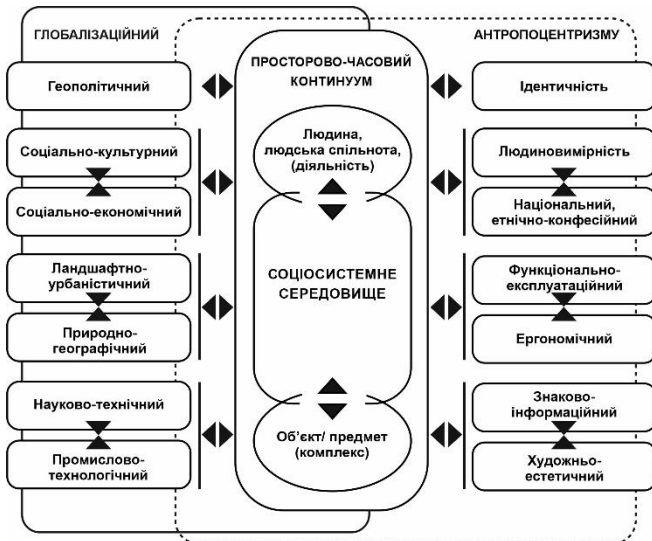 ГЛОБАЛІЗАЦІЙНИЙ
АНТРОПОЦЕНТРИЗМУ
ПРОСТОРОВО-ЧАСОВИЙ
КОНТИНУУМ
Геополітичний
Ідентичність
Людина,
людська спільнота,
(діяльність)
Соціально-культурний
Людиновимірність
Соціально-економічний
Національний,
етнічно-конфесійний
СОЦІОСИСТЕМНЕ
СЕРЕДОВИЩЕ
Ландшафтно-
урбаністичний
Функціонально-
експлуатаційний
Природно-
географічний
Ергономічний
Науково-технічний
Знаково-
інформаційний
Об’єкт/ предмет
(комплекс)
Промислово-
технологічний
Художньо-
естетичний